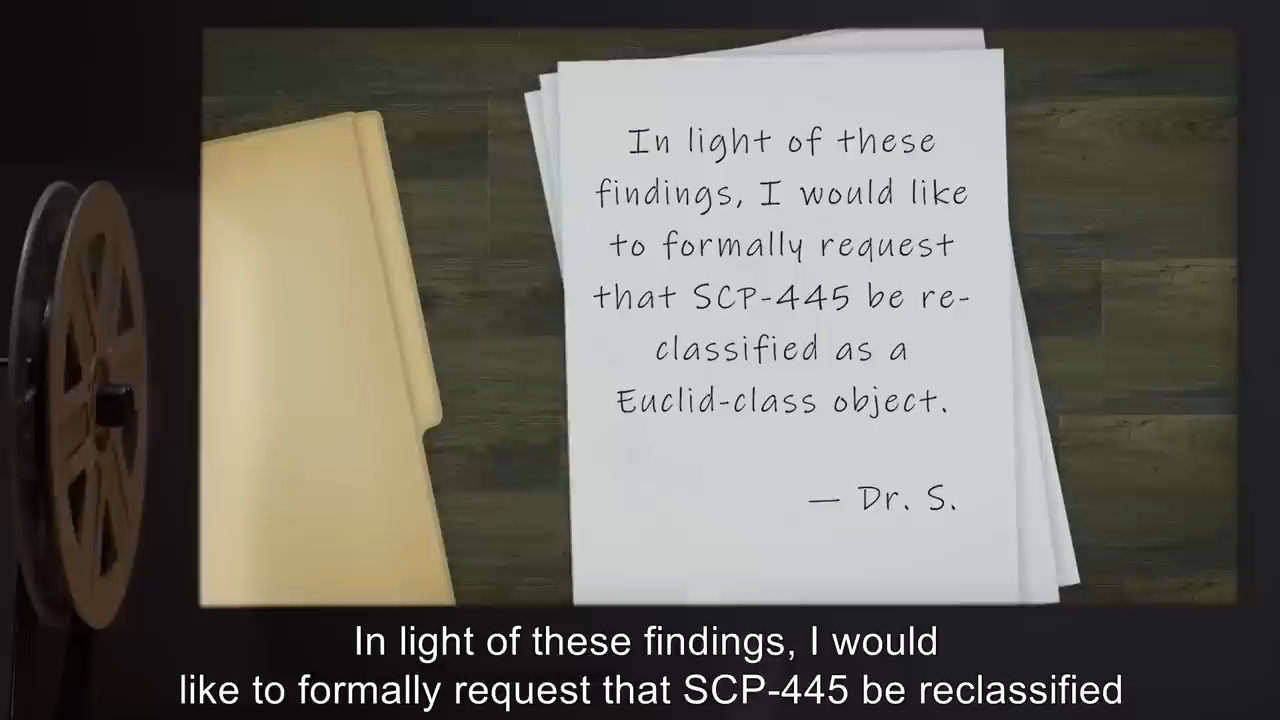 In light of these
findings, I would like
to formally request
that SCP-445 be re-
classified as a
Euclid-class object.
— Dr. S.
In light of these findings, I would
like to formally request that SCP-445 be reclassified